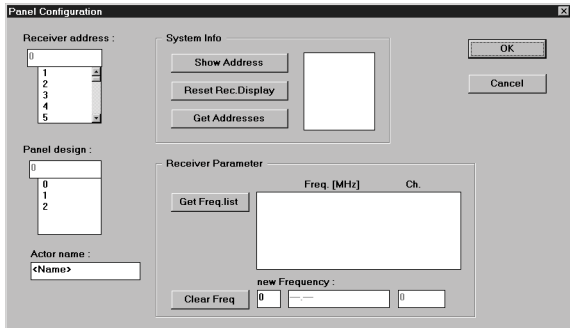 Panel Configuration
Receiver address :
0
1
2
3
4
5
Panel design :
0
0
1
2
Actor name :
<Name>
System Info
Show Address
Reset Rec.Display
Get Addresses
OK
Cancel
Receiver Parameter
Freq. [MHz] Ch.
Get Freq.list
new Frequency :
Clear Freq 0 ---.--- 0